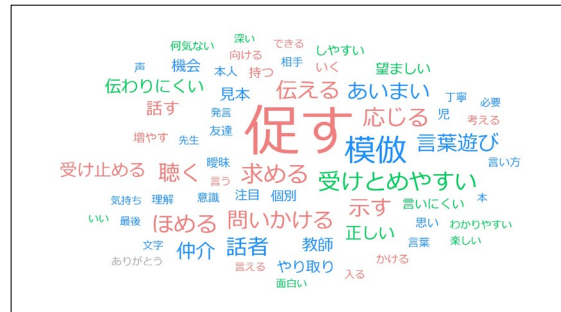 深い
何気ない
できる
しやすい
声
機会
本人
向ける
相手
いく
望ましい
伝わりにくい
見本
持つ
伝える
あいまい
丁寧
必要
話す
発言
促す
応じる
児
考える
増やす
先生
友達
模倣
言葉遊び
受け止める
聴く
曖昧
言う
求める
受けとめやすい
言い方
気持ち
理解
意識
注目
個別
示す
言いにくい
本
いい
最後
ほめる
問いかける
正しい
思い
わかりやすい
文字
仲介
話者
教師
言葉
楽しい
ありがとう
言える
やり取り
かける
面白い
入る